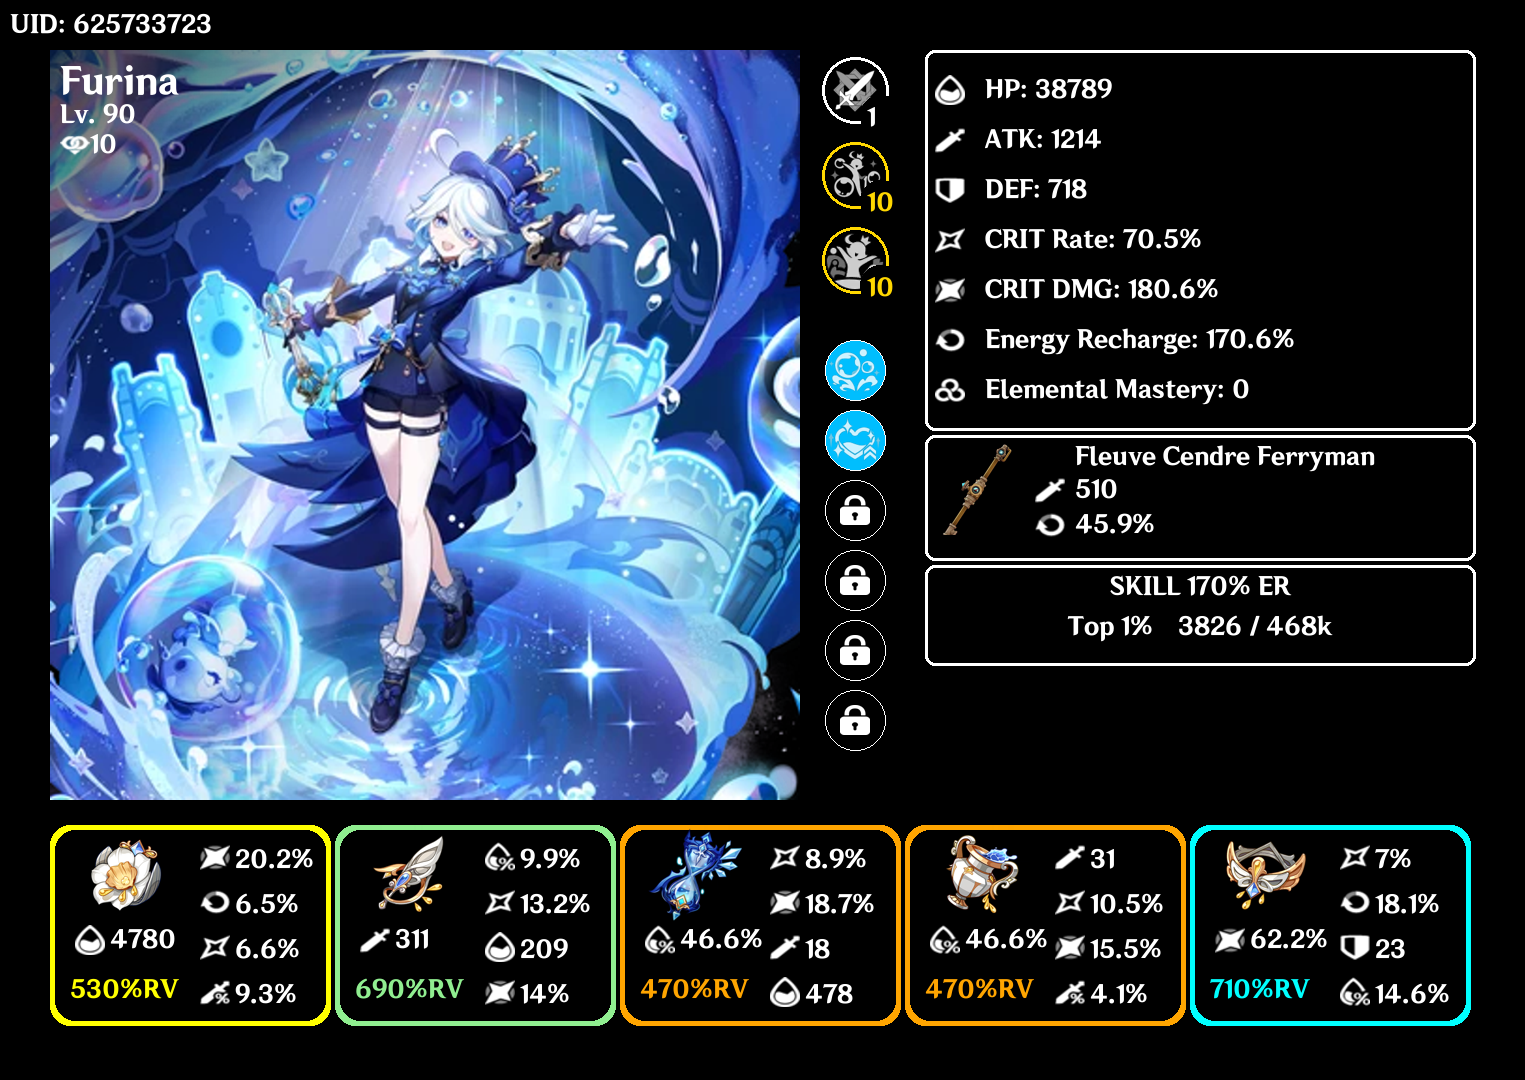 UID: 625733723
Furina
Lv. 90
10
1
10
10
HP: 38789
ATK: 1214
DEF: 718
CRIT Rate: 70.5%
CRIT DMG: 180.6%
Energy Recharge: 170.6%
Elemental Mastery: 0
Fleuve Cendre Ferryman
510
45.9%
SKILL 170% ER
Top 1% 3826 / 468k
4780
530%RV
20.2%
6.5%
6.6%
9.3%
311
690%RV
9.9%
13.2%
209
14%
46.6%
470%RV
8.9%
18.7%
18
478
46.6%
470%RV
31
10.5%
15.5%
4.1%
62.2%
710%RV
7%
18.1%
23
14.6%